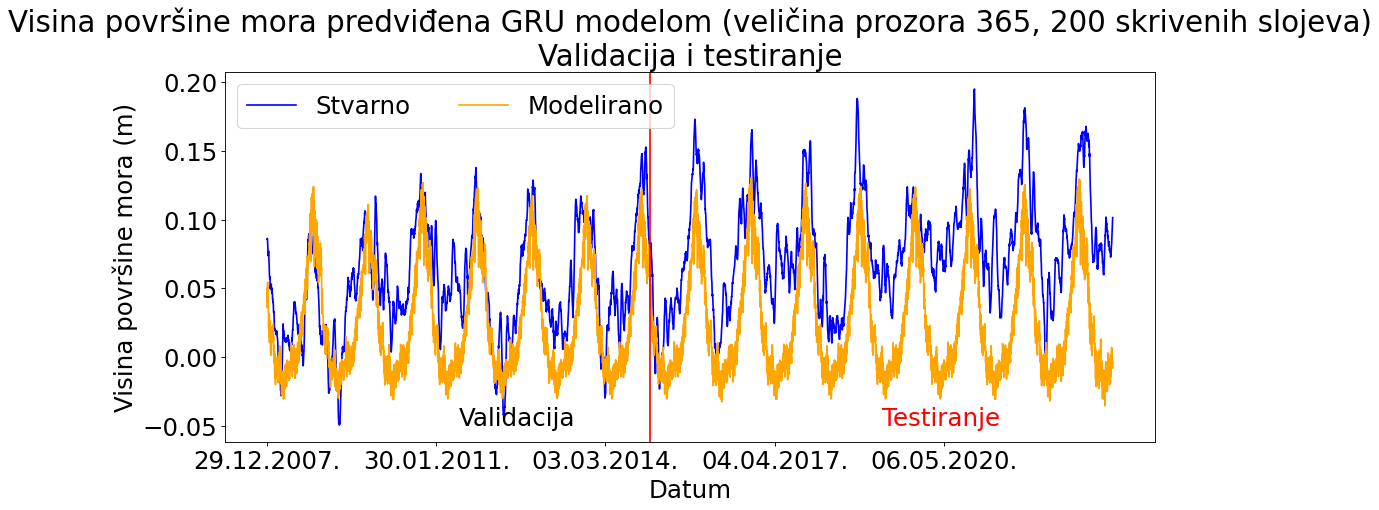 Visina površine mora predviđena GRU modelom (veličina prozora 365, 200 skrivenih slojeva)
Validacija i testiranje
Stvarno
Modelirano
Visina površine mora (m)
0.20
0.15
0.10
0.05
0.00
−0.05
Validacija
Testiranje
29.12.2007.
30.01.2011.
03.03.2014.
04.04.2017.
06.05.2020.
Datum